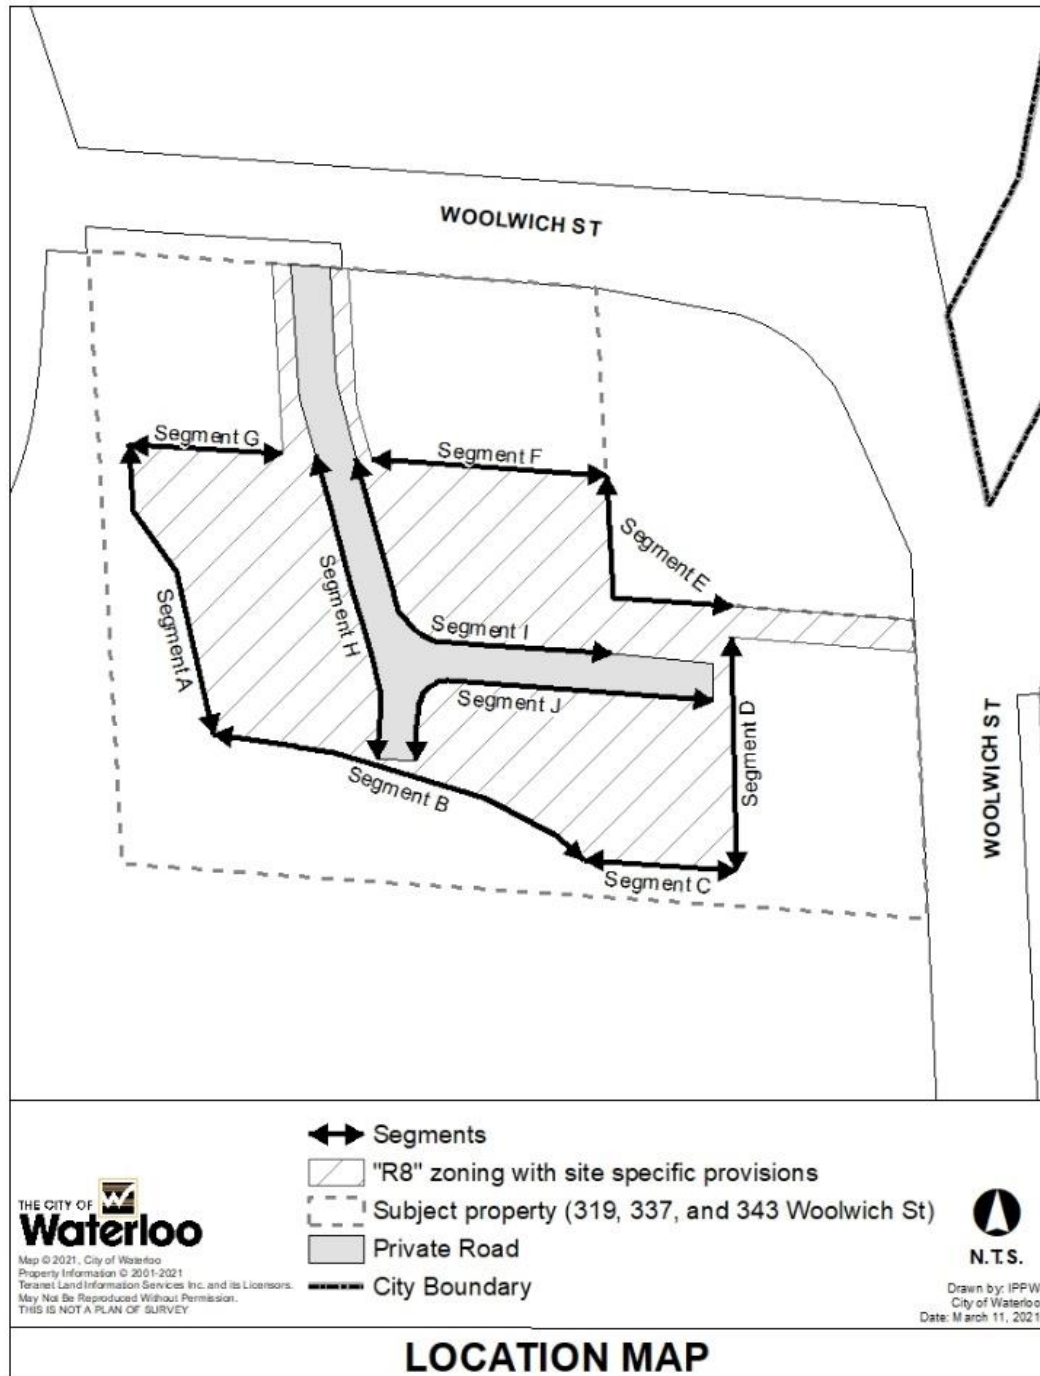 WOOLWICH ST
Segment G
Segment F
Segment E
Segment H
Segment A
Segment I
Segment J
Segment D
WOOLWICH ST
Segment B
Segment C
Segments
"R8" zoning with site specific provisions
Subject property (319, 337, and 343 Woolwich St)
Private Road
City Boundary
THE CITY OF
Waterloo
Map © 2021, City of Waterloo
Property Information © 2001-2021
Teranet Land Information Services Inc. and its Licensors.
May Not Be Reproduced Without Permission.
THIS IS NOT A PLAN OF SURVEY
N.T.S.
Drawn by: IPPW
City of Waterloo
Date: March 11, 2021
LOCATION MAP